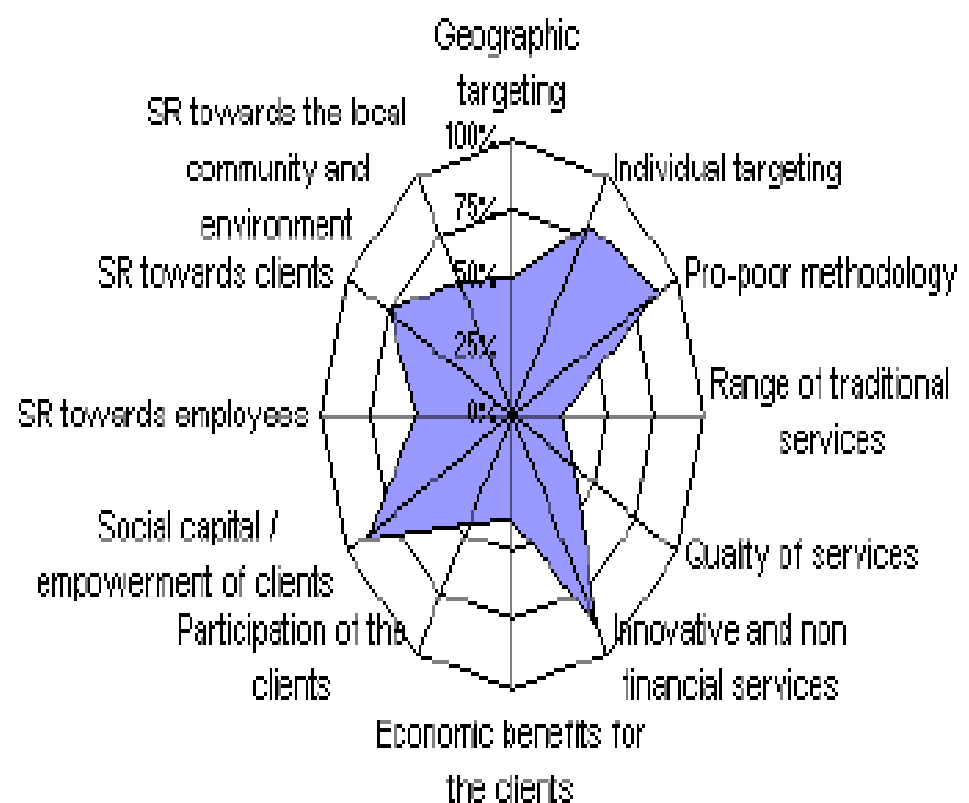 Geographic
targeting
SR towards the local
community and
environment
100%
Individual targeting
75%
SR towards clients
50%
Pro-poor methodology
25%
SR towards employees
0%
Range of traditional
services
Social capital /
empowerment of clients
Quality of services
Participation of the
clients
Innovative and non
financial services
Economic benefits for
the clients